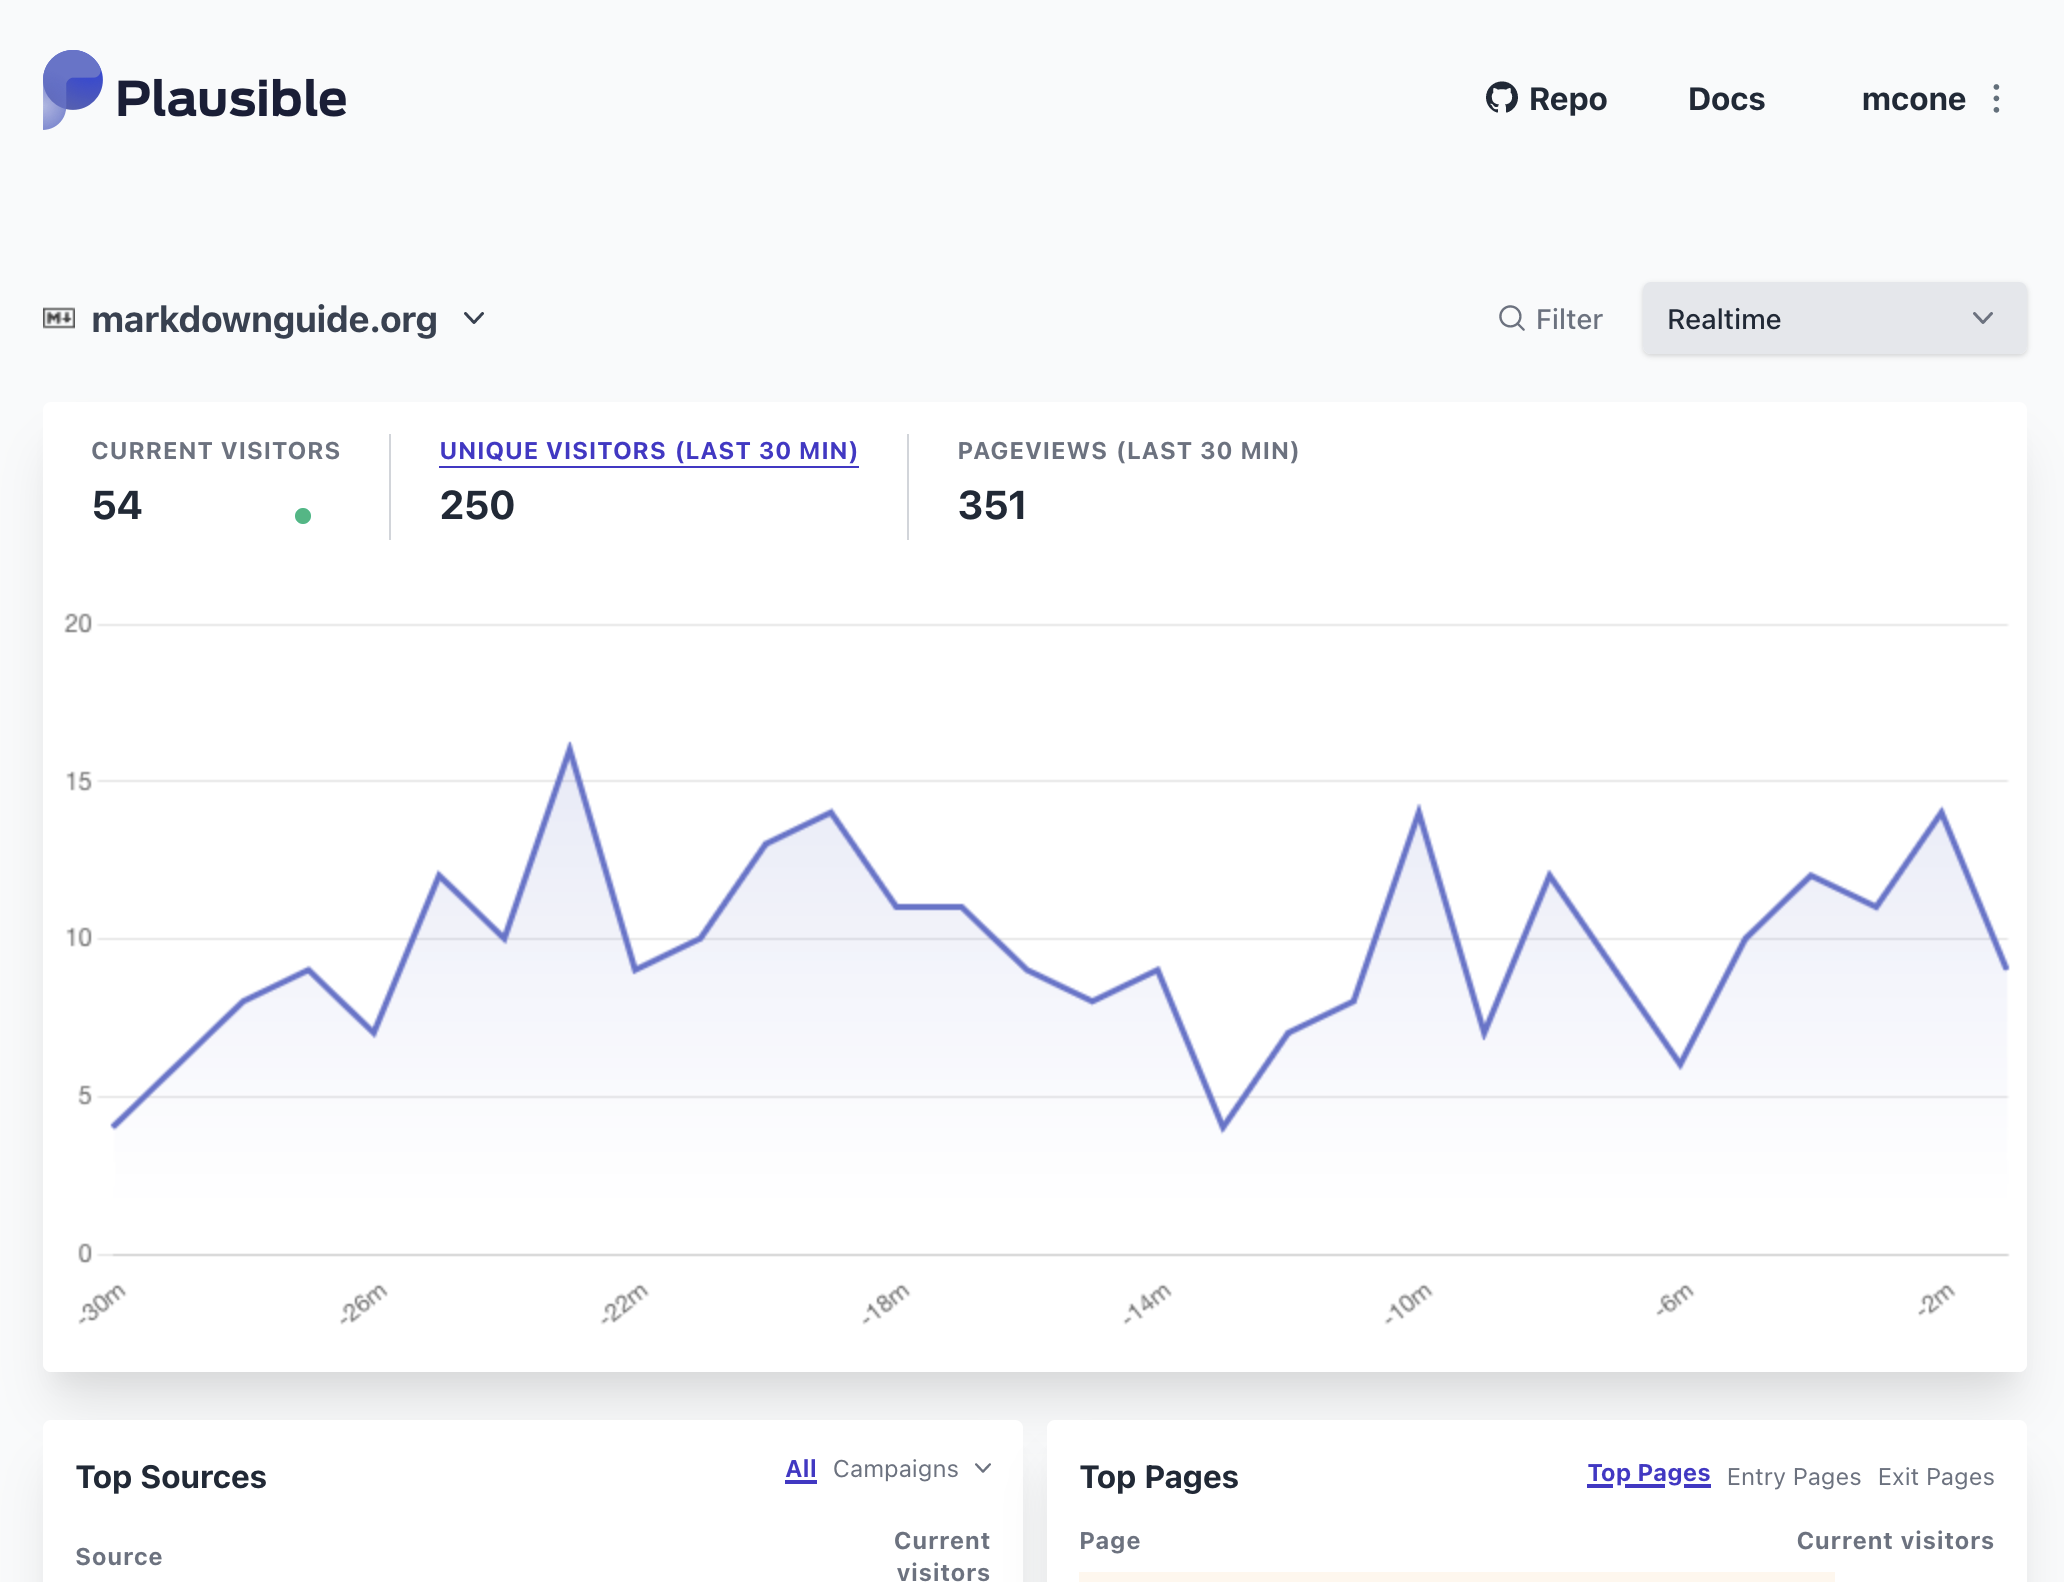 Plausible
Repo Docs mcone
markdownguide.org
Filter Realtime
CURRENT VISITORS UNIQUE VISITORS (LAST 30 MIN) PAGEVIEWS (LAST 30 MIN)
54 250 351
20
15
10
5
0
-30m -26m -22m -18m -14m -10m -6m -2m
Top Sources All Campaigns
Source Current
visitors
Top Pages Top Pages Entry Pages Exit Pages
Page Current visitors